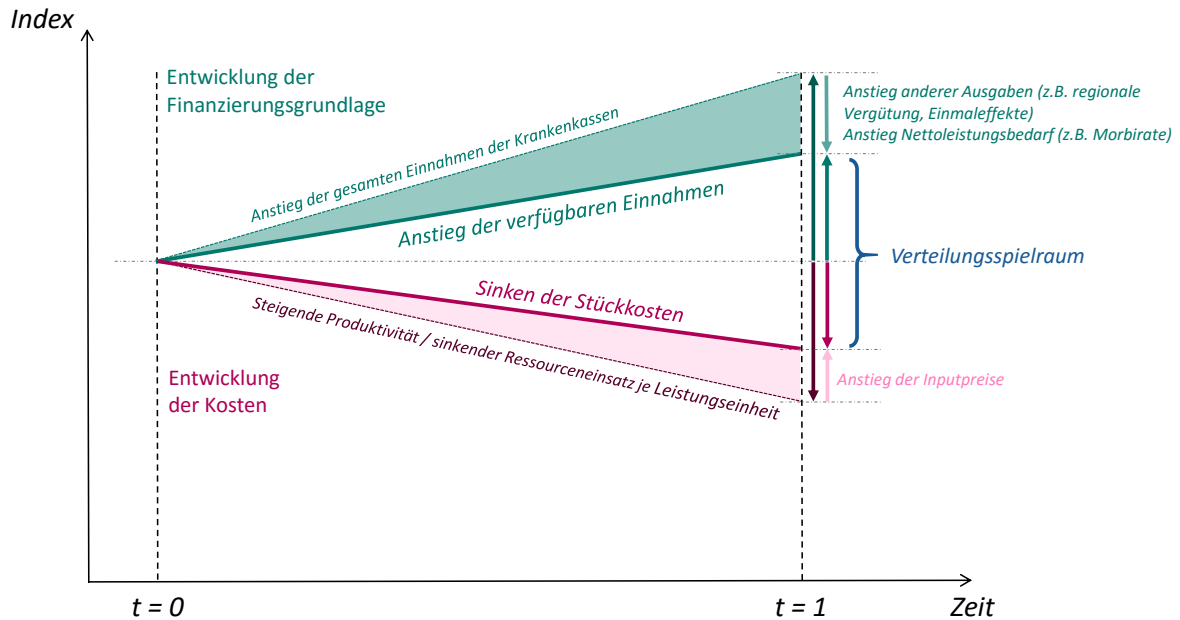 Index
Entwicklung der
Finanzierungsgrundlage
Anstieg der gesamten Einnahmen der Krankenkassen
Anstieg der verfügbaren Einnahmen
Anstieg anderer Ausgaben (z.B. regionale
Vergütung, Einmaleffekte)
Anstieg Nettoleistungsbedarf (z.B. Morbirate)
Verteilungsspielraum
Sinken der Stückkosten
Steigende Produktivität / sinkender Ressourceneinsatz je Leistungseinheit
Entwicklung
der Kosten
Anstieg der Inputpreise
t = 0
t = 1
Zeit